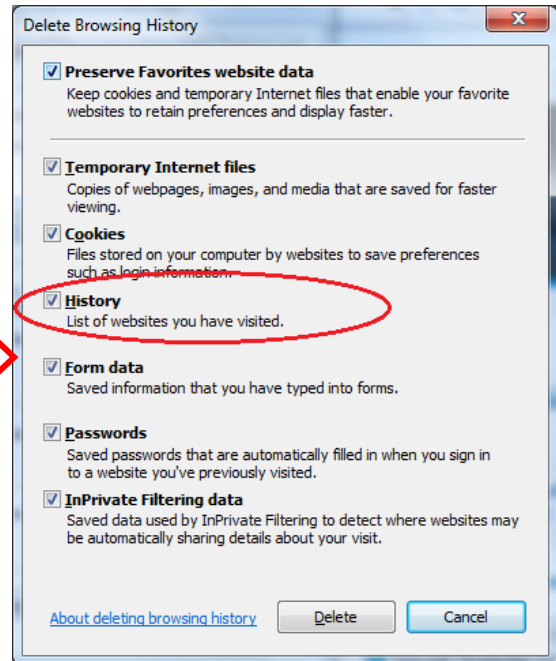 Delete Browsing History
Preserve Favorites website data
Keep cookies and temporary Internet files that enable your favorite
websites to retain preferences and display faster.
Temporary Internet files
Copies of webpages, images, and media that are saved for faster
viewing.
Cookies
Files stored on your computer by websites to save preferences
such as login information.
History
List of websites you have visited.
Form data
Saved information that you have typed into forms.
Passwords
Saved passwords that are automatically filled in when you sign in
to a website you've previously visited.
InPrivate Filtering data
Saved data used by InPrivate Filtering to detect where websites may
be automatically sharing details about your visit.
About deleting browsing history Delete Cancel